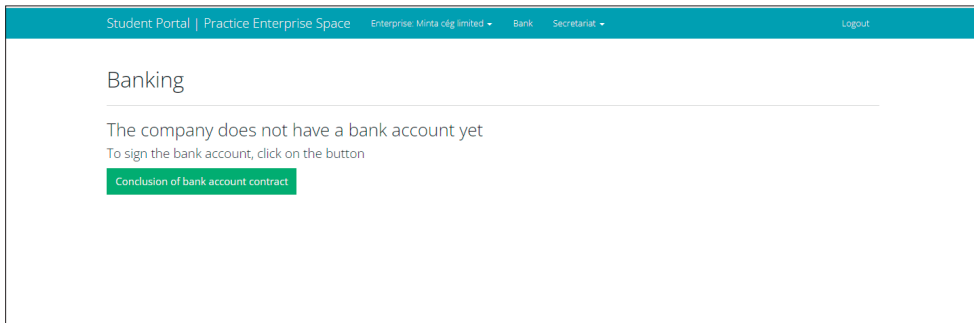 Student Portal | Practice Enterprise Space Enterprise: Minta cég limited Bank Secretariat Logout
Banking
The company does not have a bank account yet
To sign the bank account, click on the button
Conclusion of bank account contract